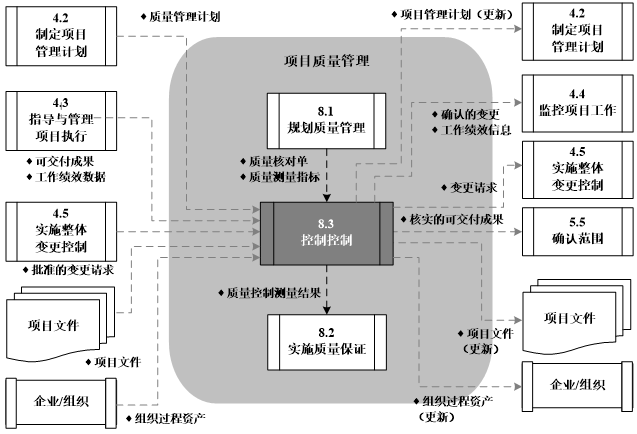 4.2
制定项目
管理计划
◆ 质量管理计划
◆ 项目管理计划（更新）
4.2
制定项目
管理计划
项目质量管理
4.3
指导与管理
项目执行
◆ 可交付成果
◆ 工作绩效数据
8.1
规划质量管理
◆ 确认的变更
◆ 工作绩效信息
4.4
监控项目工作
◆ 质量核对单
◆ 质量测量指标
◆ 变更请求
4.5
实施整体
变更控制
4.5
实施整体
变更控制
◆ 批准的变更请求
8.3
控制控制
◆ 核实的可交付成果
5.5
确认范围
项目文件
◆ 项目文件
◆ 质量控制测量结果
8.2
实施质量保证
◆ 项目文件
（更新）
项目文件
企业/组织
◆ 组织过程资产
◆ 组织过程资产
（更新）
企业/组织